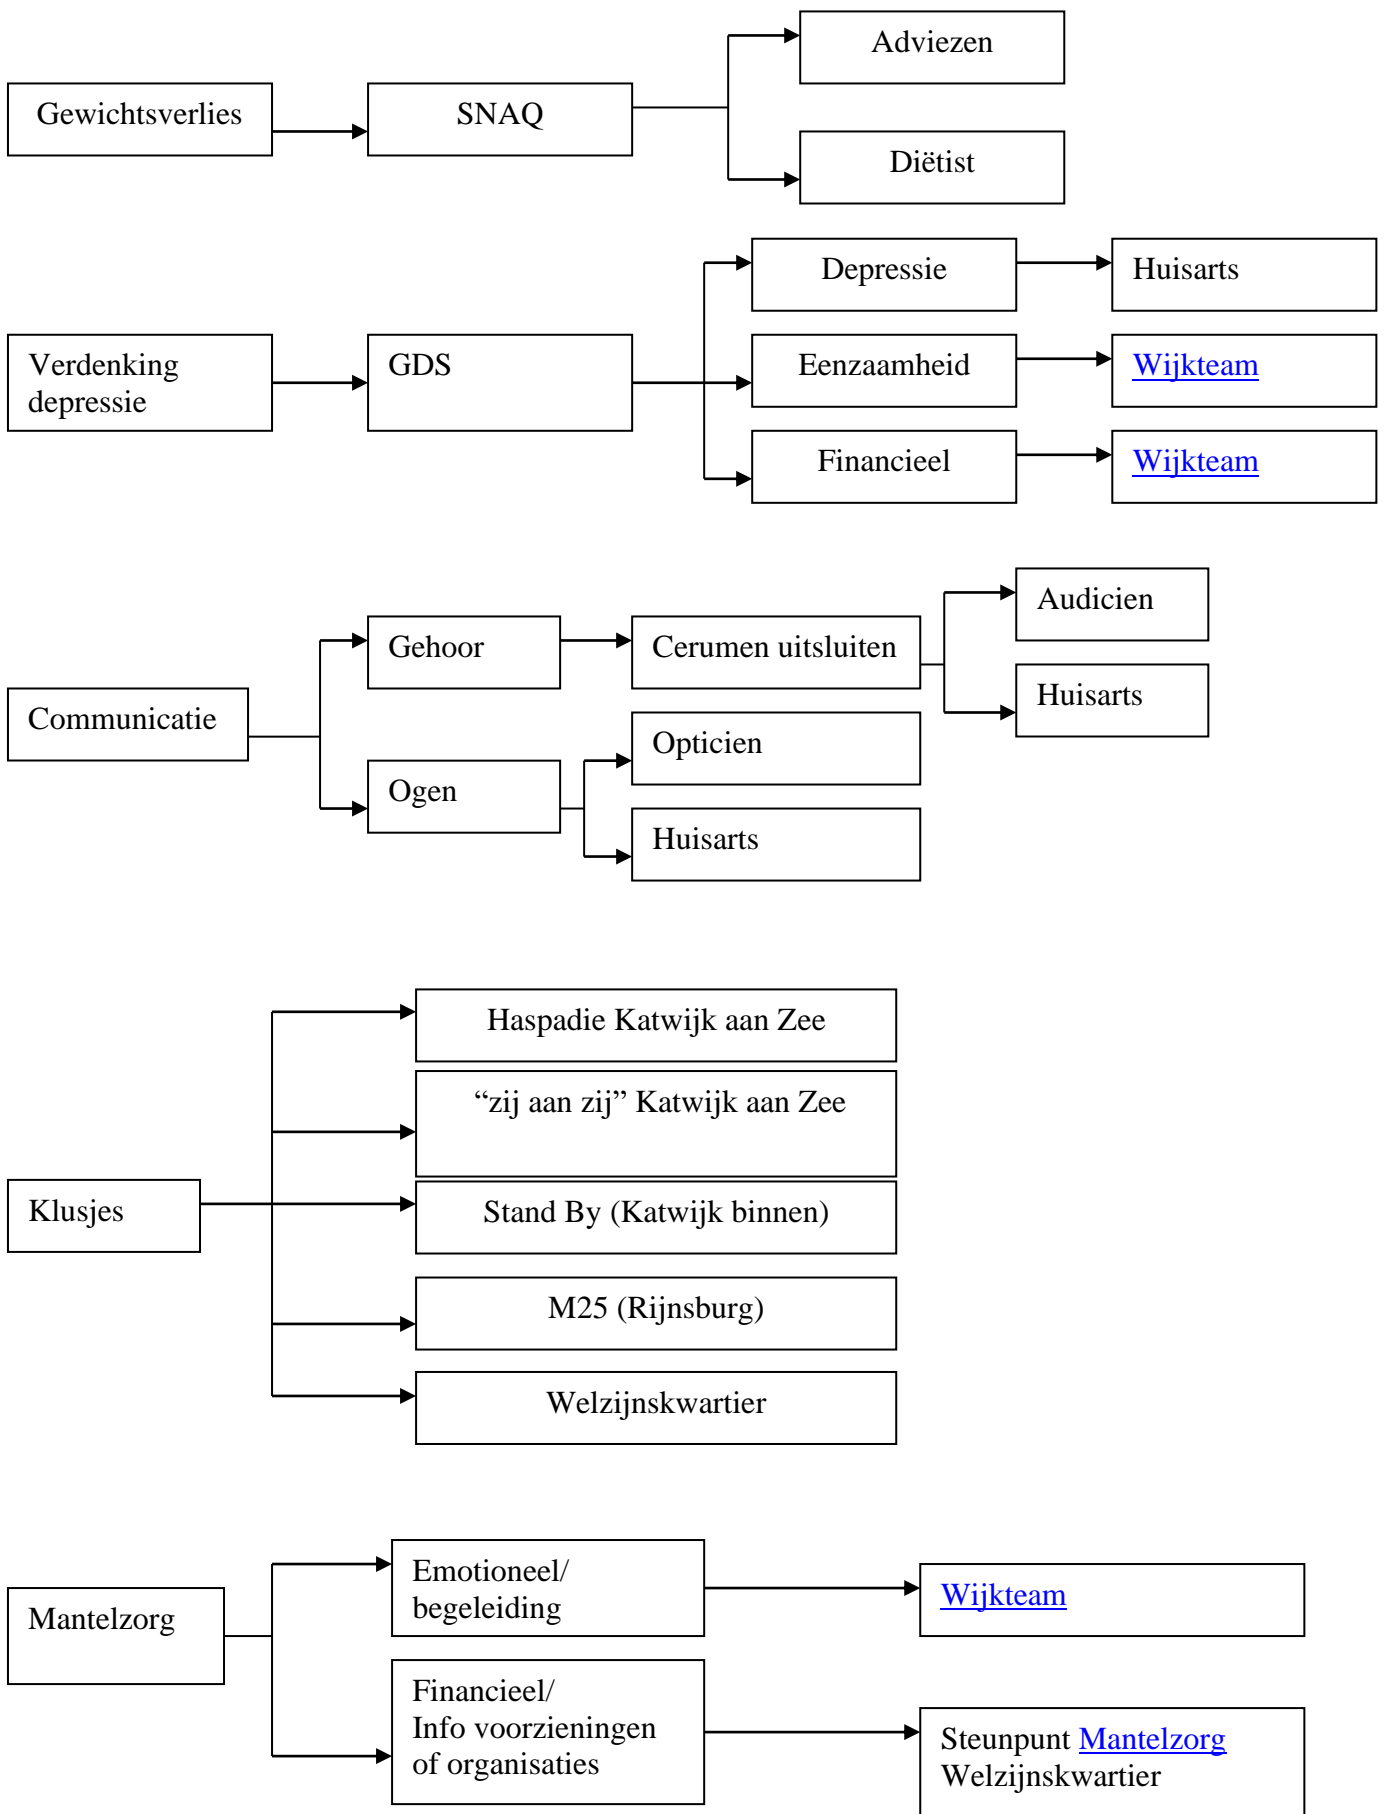 Adviezen
Gewichtsverlies
SNAQ
Diëtist
Depressie
Huisarts
Verdenking
depressie
GDS
Eenzaamheid
Wijkteam
Financieel
Wijkteam
Audicien
Gehoor
Cerumen uitsluiten
Huisarts
Communicatie
Opticien
Ogen
Huisarts
Haspadie Katwijk aan Zee
“zij aan zij” Katwijk aan Zee
Klusjes
Stand By (Katwijk binnen)
M25 (Rijnsburg)
Welzijnskwartier
Emotioneel/
begeleiding
Wijkteam
Mantelzorg
Financieel/
Info voorzieningen
of organisaties
Steunpunt Mantelzorg
Welzijnskwartier